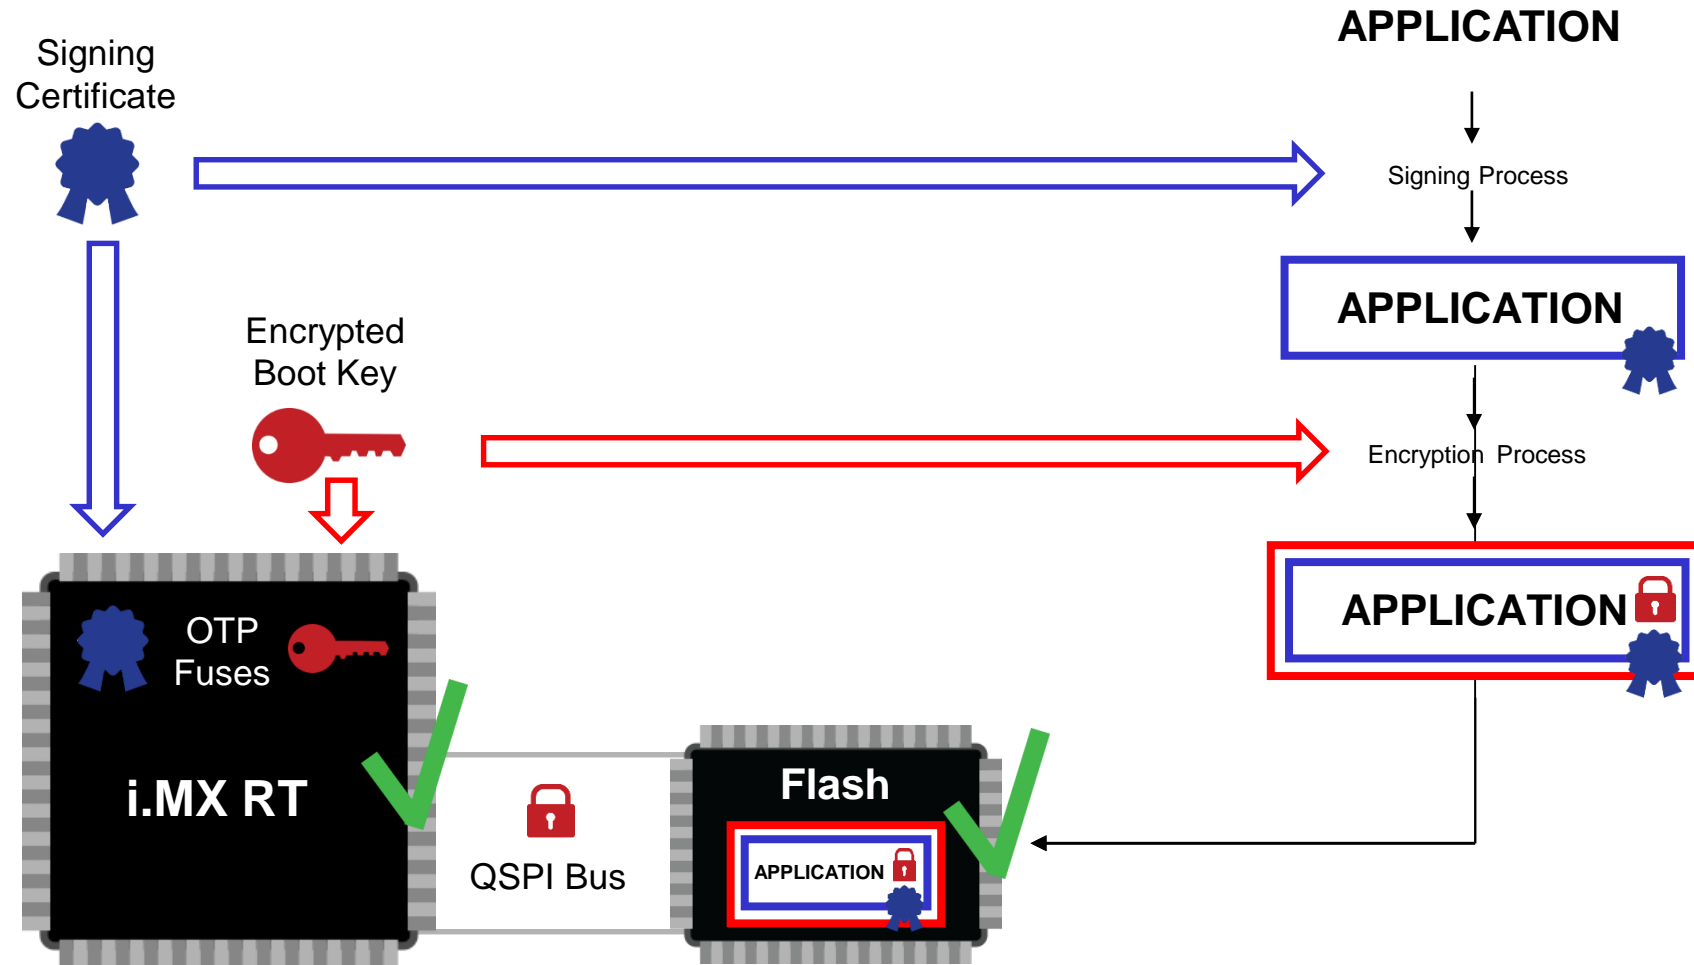 APPLICATION
Signing
Certificate
Signing Process
APPLICATION
Encrypted
Boot Key
Encryption Process
APPLICATION
OTP
Fuses
i.MX RT
Flash
APPLICATION
QSPI Bus